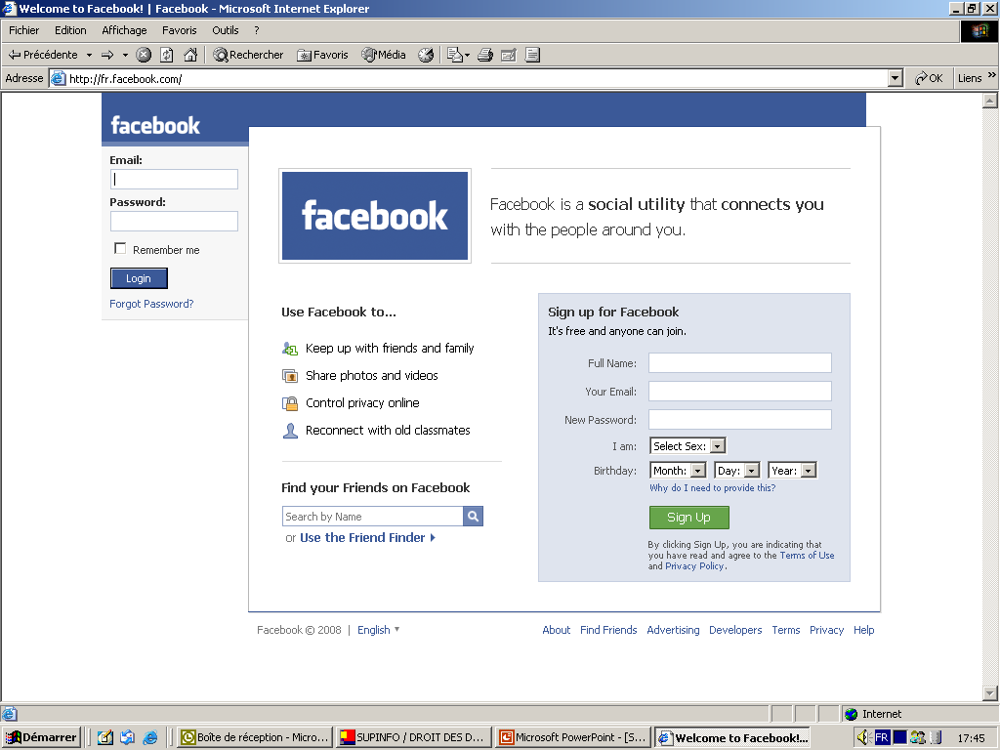 Welcome to Facebook! | Facebook - Microsoft Internet Explorer
Fichier Edition Affichage Favoris Outils ?
Précédente Rechercher Favoris Média
Adresse http://fr.facebook.com/ OK Liens »
facebook
Email:
Password:
Remember me
Login
Forgot Password?
facebook
Facebook is a social utility that connects you
with the people around you.
Use Facebook to...
Keep up with friends and family
Share photos and videos
Control privacy online
Reconnect with old classmates
Find your Friends on Facebook
Search by Name
or Use the Friend Finder
Sign up for Facebook
It's free and anyone can join.
Full Name:
Your Email:
New Password:
I am: Select Sex:
Birthday: Month: Day: Year:
Why do I need to provide this?
Sign Up
By clicking Sign Up, you are indicating that
you have read and agree to the Terms of Use
and Privacy Policy.
Facebook © 2008 | English
About Find Friends Advertising Developers Terms Privacy Help
Internet
Démarrer Boîte de réception - Micro... SUPINFO / DROIT DES D... Microsoft PowerPoint - [S... Welcome to Facebook!... FR 17:45